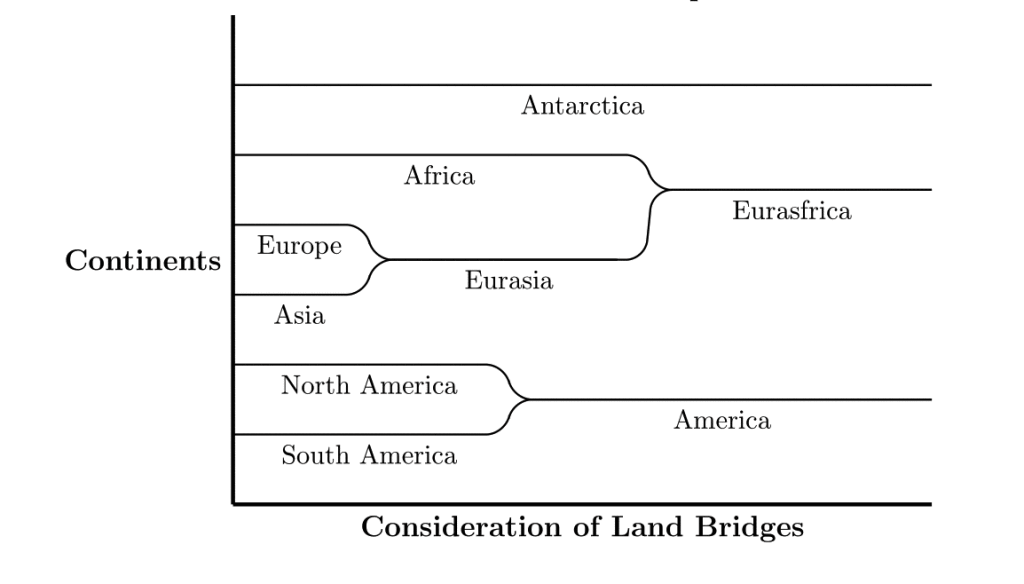 Antarctica
Africa
Eurasfrica
Europe
Continents
Eurasia
Asia
North America
America
South America
Consideration of Land Bridges